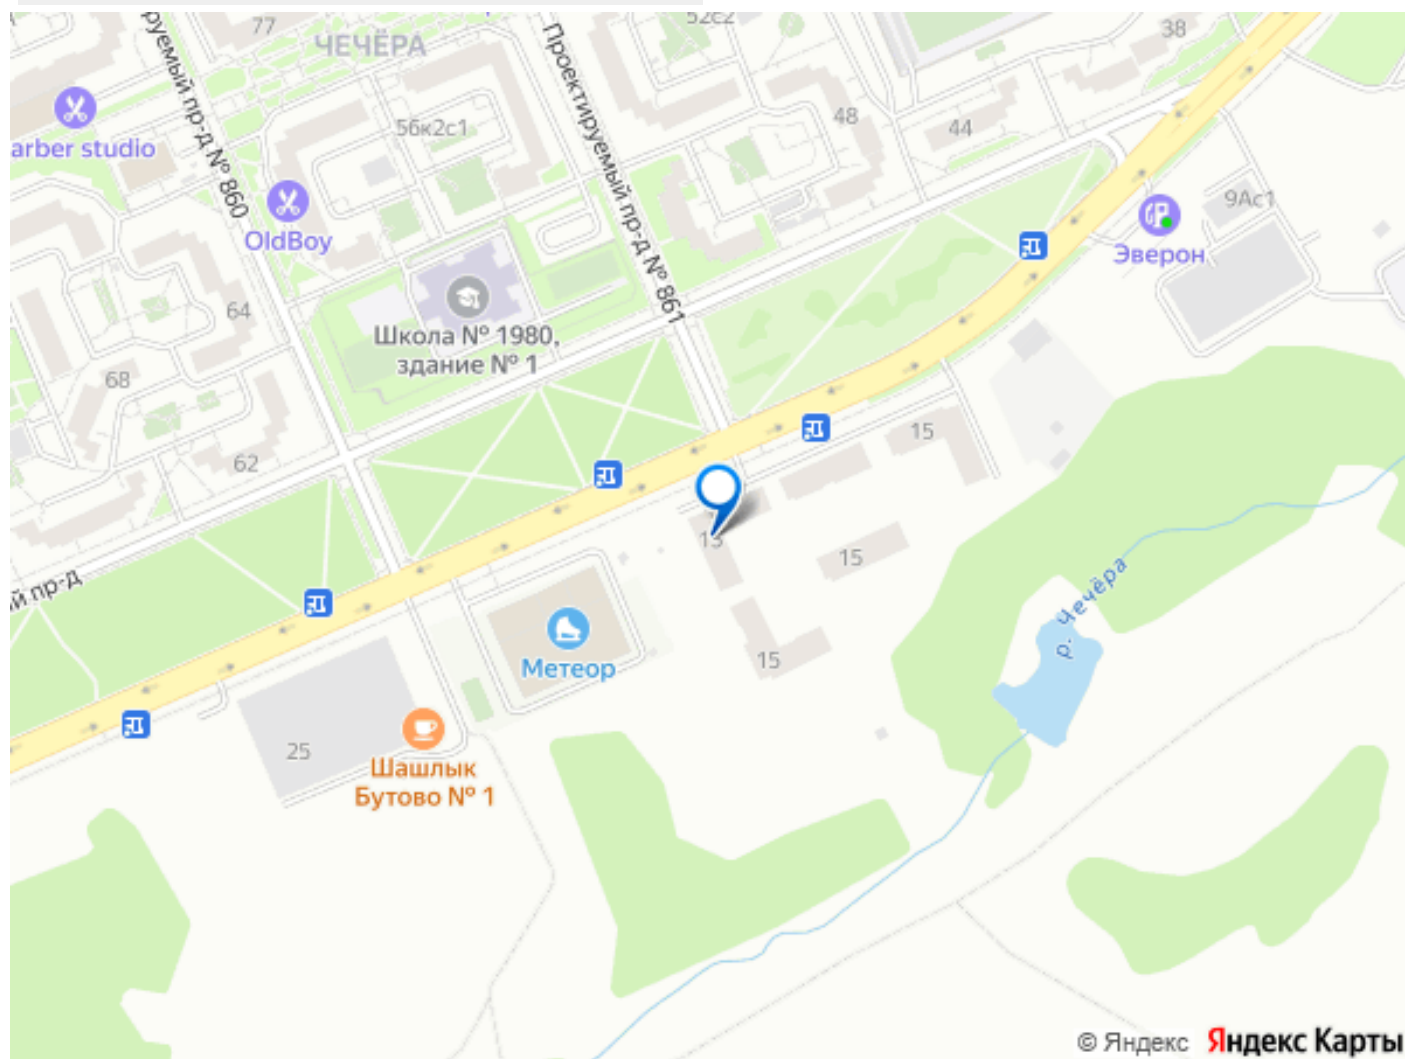 77
ЧЕЧЁРА
52с2
38
руемый пр-д № 860
Проектируемый пр-д № 861
arber studio
56к2с1
48
44
OldBoy
9Ас1
Эверон
64
Школа № 1980,
здание № 1
68
62
15
15
й пр-д
р. Чечёра
Метеор
15
25
Шашлык
Бутово № 1
© Яндекс Яндекс Карты